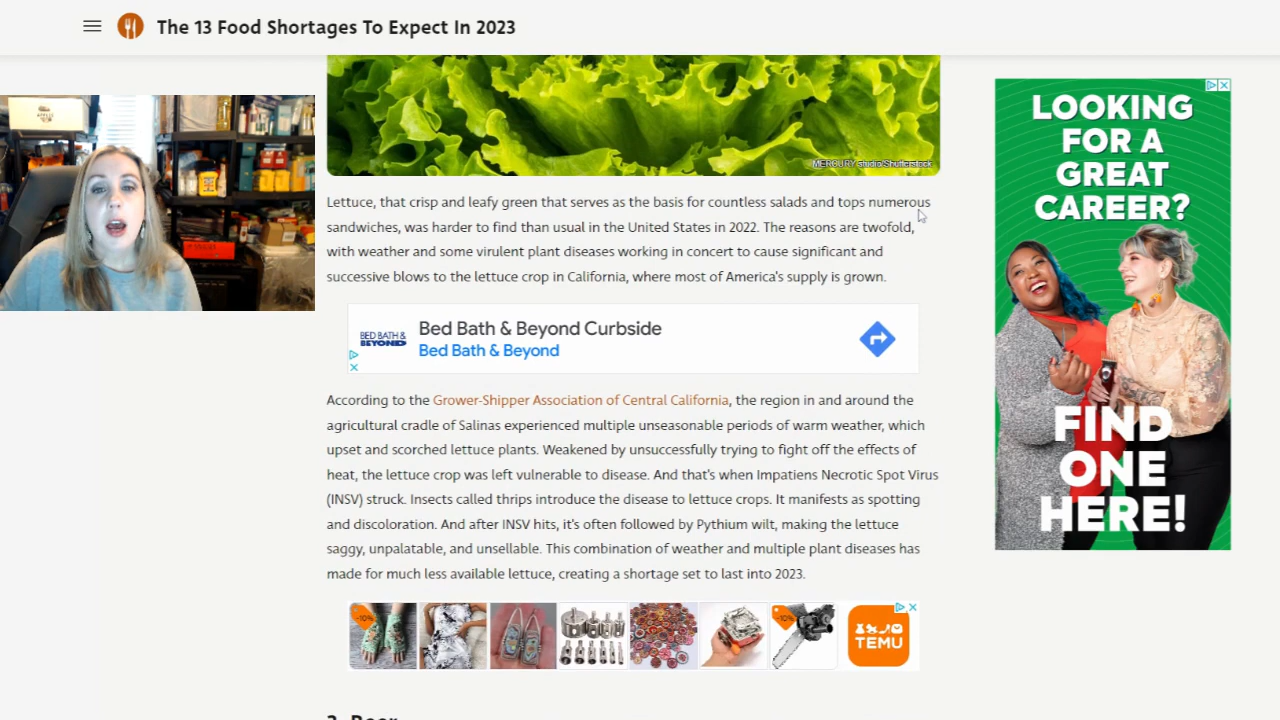 The 13 Food Shortages To Expect In 2023
MERCURY studio/Shutterstock
Lettuce, that crisp and leafy green that serves as the basis for countless salads and tops numerous
sandwiches, was harder to find than usual in the United States in 2022. The reasons are twofold,
with weather and some virulent plant diseases working in concert to cause significant and
successive blows to the lettuce crop in California, where most of America's supply is grown.
BED BATH &
BEYOND
Bed Bath & Beyond Curbside
Bed Bath & Beyond
According to the Grower-Shipper Association of Central California, the region in and around the
agricultural cradle of Salinas experienced multiple unseasonable periods of warm weather, which
upset and scorched lettuce plants. Weakened by unsuccessfully trying to fight off the effects of
heat, the lettuce crop was left vulnerable to disease. And that's when Impatiens Necrotic Spot Virus
(INSV) struck. Insects called thrips introduce the disease to lettuce crops. It manifests as spotting
and discoloration. And after INSV hits, it's often followed by Pythium wilt, making the lettuce
saggy, unpalatable, and unsellable. This combination of weather and multiple plant diseases has
made for much less available lettuce, creating a shortage set to last into 2023.
-10%
-10%
TEMU
LOOKING
FOR A
GREAT
CAREER?
FIND
ONE
HERE!